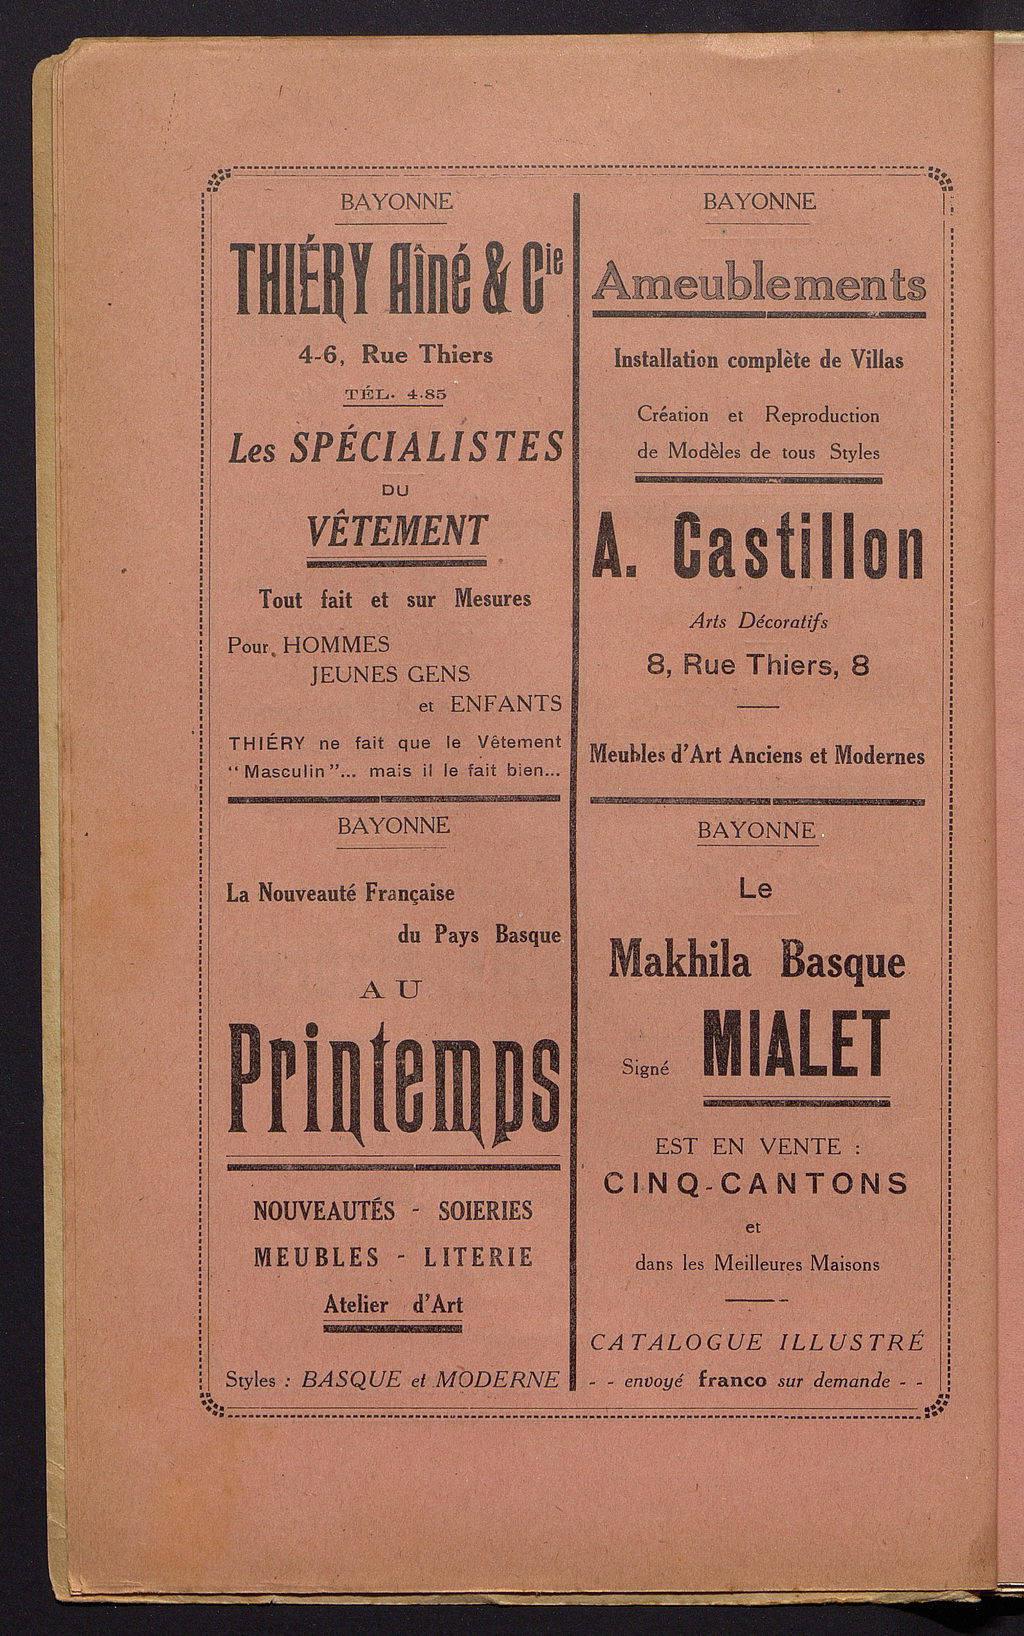 BAYONNE
THIÉRY Aîné & Cie
4-6, Rue Thiers
TÉL. 4.85
Les SPÉCIALISTES
DU
VÊTEMENT
Tout fait et sur Mesures
Pour HOMMES
JEUNES GENS
et ENFANTS
THIÉRY ne fait que le Vêtement
“Masculin”... mais il le fait bien...
BAYONNE
La Nouveauté Française
du Pays Basque
AU
Printemps
NOUVEAUTÉS - SOIERIES
MEUBLES - LITERIE
Atelier d'Art
Styles : BASQUE et MODERNE
BAYONNE
Ameublements
Installation complète de Villas
Création et Reproduction
de Modèles de tous Styles
A. Castillon
Arts Décoratifs
8, Rue Thiers, 8
Meubles d'Art Anciens et Modernes
BAYONNE
Le
Makhila Basque
Signé MIALET
EST EN VENTE :
CINQ-CANTONS
et
dans les Meilleures Maisons
CATALOGUE ILLUSTRÉ
- - envoyé franco sur demande - -